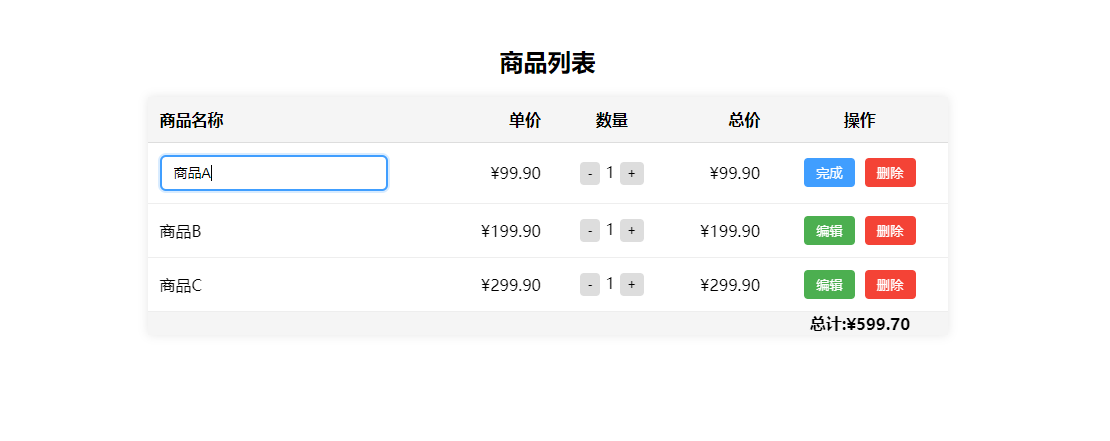 商品列表
商品名称 单价 数量 总价 操作
商品A ¥99.90 - 1 + ¥99.90 完成 删除
商品B ¥199.90 - 1 + ¥199.90 编辑 删除
商品C ¥299.90 - 1 + ¥299.90 编辑 删除
总计:¥599.70